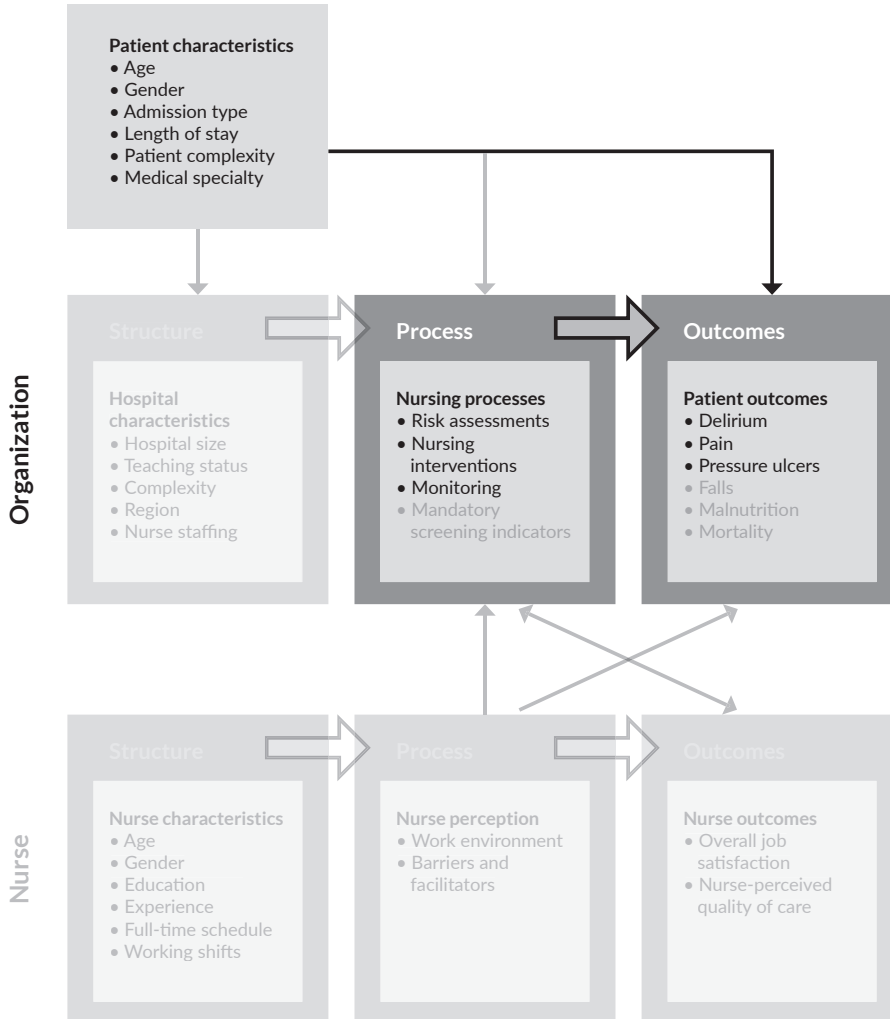 Patient characteristics
• Age
• Gender
• Admission type
• Length of stay
• Patient complexity
• Medical specialty
Organization
Structure
Hospital
characteristics
• Hospital size
• Teaching status
• Complexity
• Region
• Nurse staffing
Process
Nursing processes
• Risk assessments
• Nursing
interventions
• Monitoring
• Mandatory
screening indicators
Outcomes
Patient outcomes
• Delirium
• Pain
• Pressure ulcers
• Falls
• Malnutrition
• Mortality
Nurse
Structure
Nurse characteristics
• Age
• Gender
• Education
• Experience
• Full-time schedule
• Working shifts
Process
Nurse perception
• Work environment
• Barriers and
facilitators
Outcomes
Nurse outcomes
• Overall job
satisfaction
• Nurse-perceived
quality of care